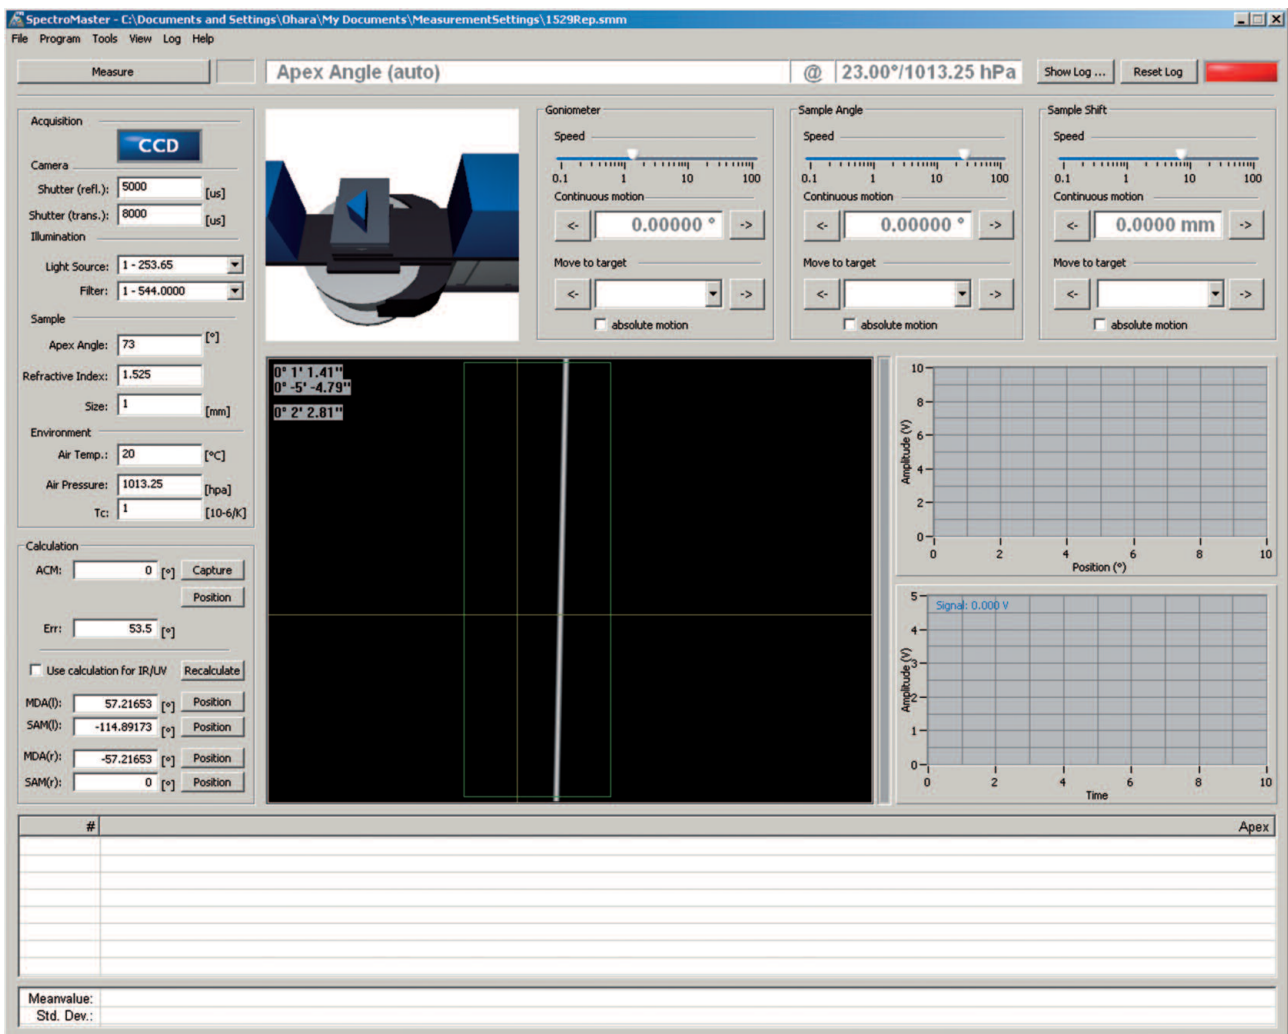 SpectroMaster - C:\Documents and Settings\Ohara\My Documents\MeasurementSettings\1529Rep.smm
File Program Tools View Log Help
Measure
Apex Angle (auto)
@ 23.00°/1013.25 hPa
Show Log ... Reset Log
Acquisition
CCD
Camera
Shutter (refl.): 5000 [us]
Shutter (trans.): 8000 [us]
Illumination
Light Source: 1 - 253.65
Filter: 1 - 544.0000
Sample
Apex Angle: 73 [°]
Refractive Index: 1.525
Size: 1 [mm]
Environment
Air Temp.: 20 [°C]
Air Pressure: 1013.25 [hpa]
Tc: 1 [10-6/K]
Calculation
ACM: 0 [°] Capture
Position
Err: 53.5 [°]
Use calculation for IR/UV Recalculate
MDA(l): 57.21653 [°] Position
SAM(l): -114.89173 [°] Position
MDA(r): -57.21653 [°] Position
SAM(r): 0 [°] Position
Goniometer
Speed
0.1 1 10 100
Continuous motion
<- 0.00000 ° ->
Move to target
<- ->
absolute motion
Sample Angle
Speed
0.1 1 10 100
Continuous motion
<- 0.00000 ° ->
Move to target
<- ->
absolute motion
Sample Shift
Speed
0.1 1 10 100
Continuous motion
<- 0.0000 mm ->
Move to target
<- ->
absolute motion
0° 1' 1.41"
0° -5' -4.79"
0° 2' 2.81"
Amplitude (V)
10
8
6
4
2
0
0 2 4 6 8 10
Position (°)
Signal: 0.000 V
Amplitude (V)
5
4
3
2
1
0
0 2 4 6 8 10
Time
# Apex
Meanvalue:
Std. Dev.: